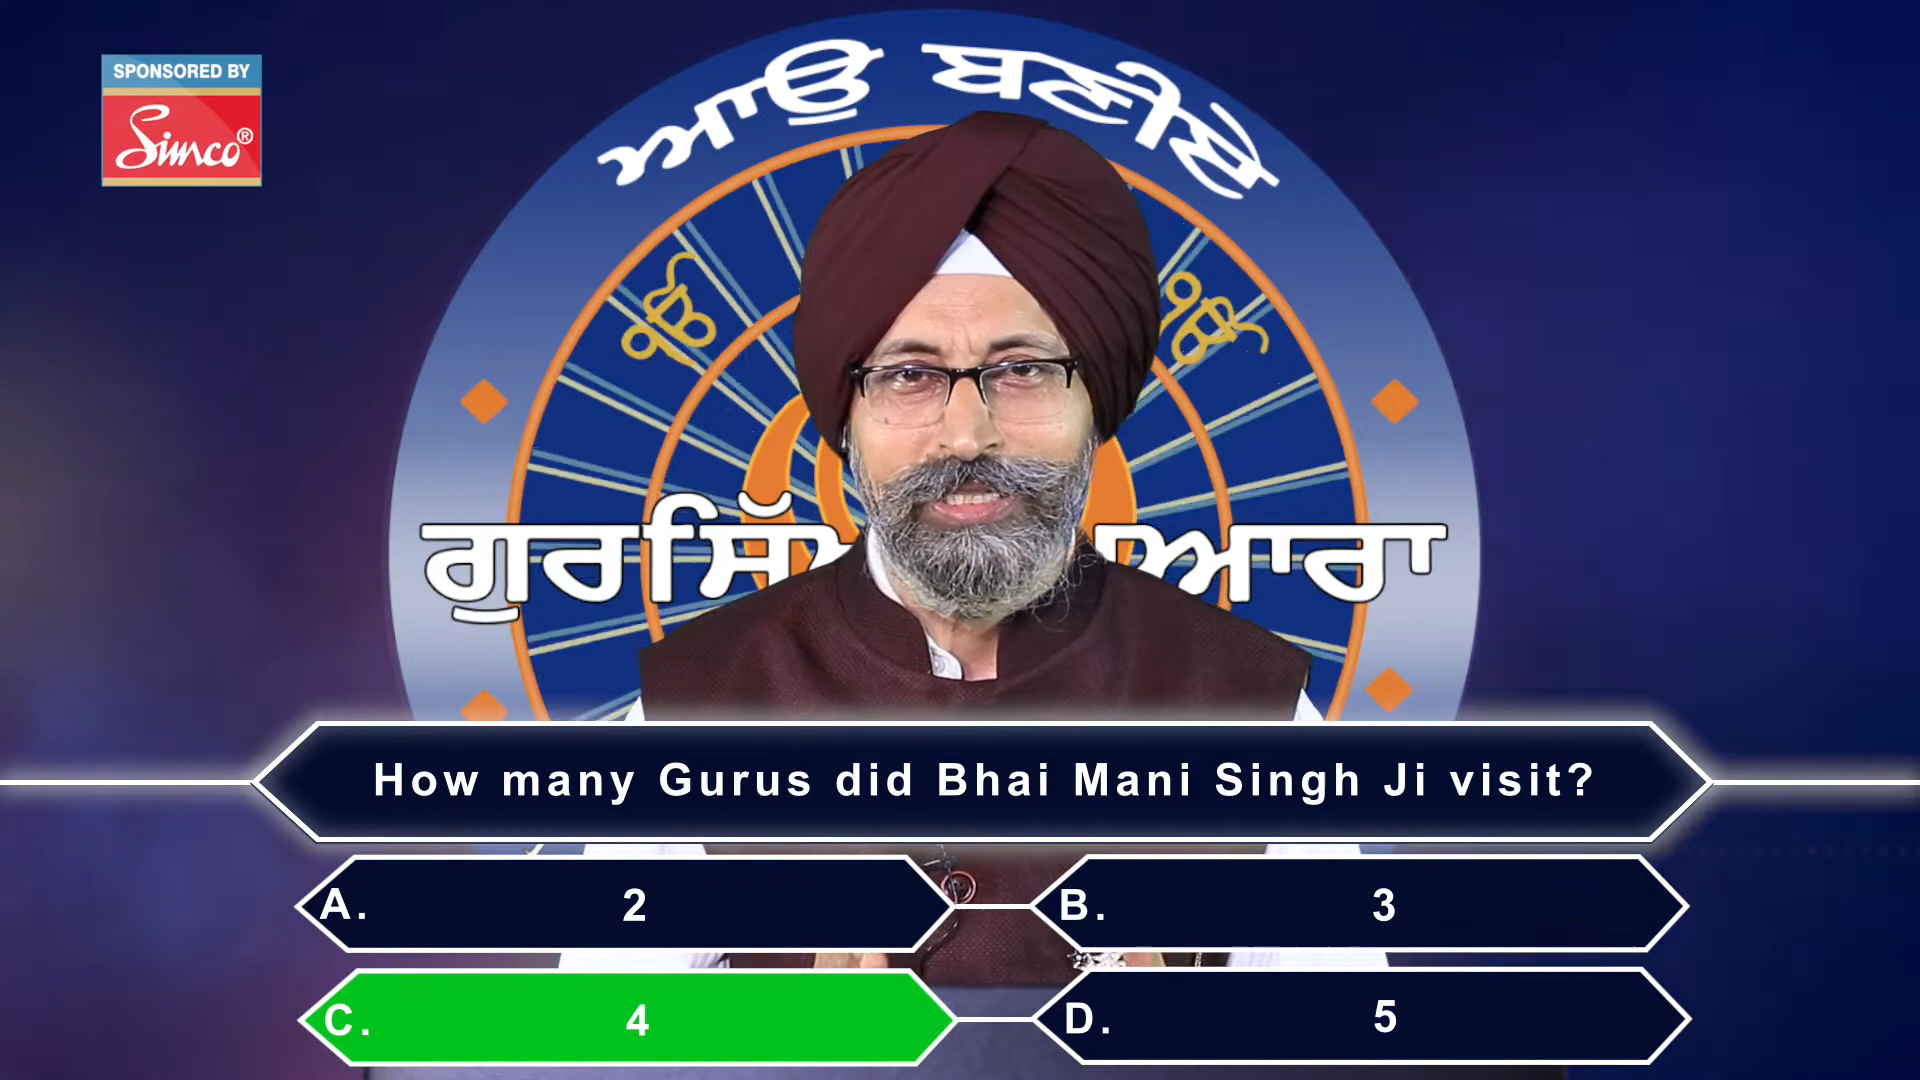 SPONSORED BY
Simco®
ਆਉ ਬਣੀਏ
How many Gurus did Bhai Mani Singh Ji visit?
A. 2
B. 3
C. 4
D. 5